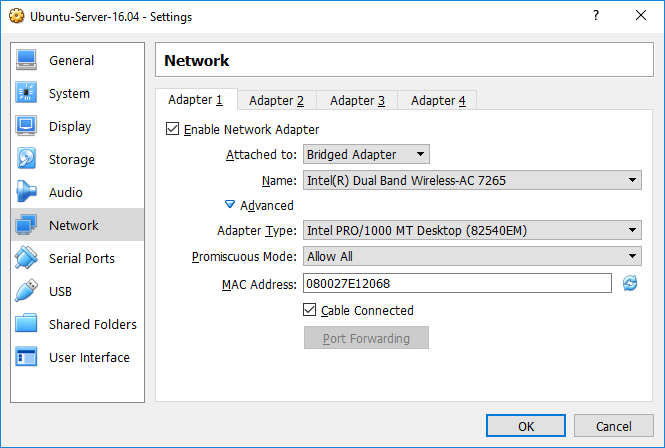 Ubuntu-Server-16.04 - Settings
?
General
System
Display
Storage
Audio
Network
Serial Ports
USB
Shared Folders
User Interface
Network
Adapter 1 Adapter 2 Adapter 3 Adapter 4
Enable Network Adapter
Attached to: Bridged Adapter
Name: Intel(R) Dual Band Wireless-AC 7265
Advanced
Adapter Type: Intel PRO/1000 MT Desktop (82540EM)
Promiscuous Mode: Allow All
MAC Address: 080027E12068
Cable Connected
Port Forwarding
OK Cancel